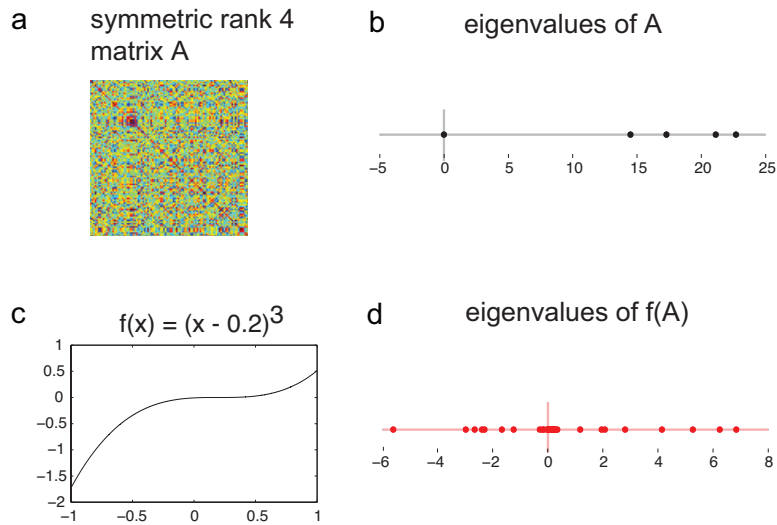 a
symmetric rank 4
matrix A
b
eigenvalues of A
−5 0 5 10 15 20 25
c
f(x) = (x - 0.2)3
1
0.5
0
−0.5
−1
−1.5
−2
−1 −0.5 0 0.5 1
d
eigenvalues of f(A)
−6 −4 −2 0 2 4 6 8